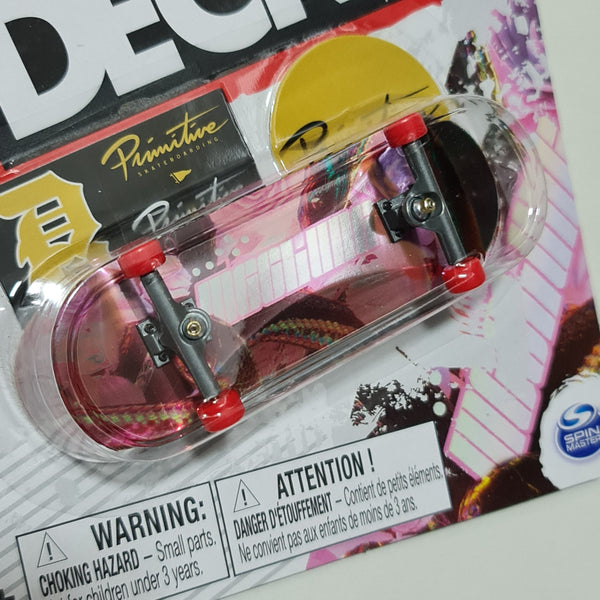 DECK
Primitive
SKATEBOARDING
Primitive
SPIN
MASTER
WARNING:
CHOKING HAZARD – Small parts.
for children under 3 years.
ATTENTION !
DANGER D'ÉTOUFFEMENT – Contient de petits éléments.
Ne convient pas aux enfants de moins de 3 ans.